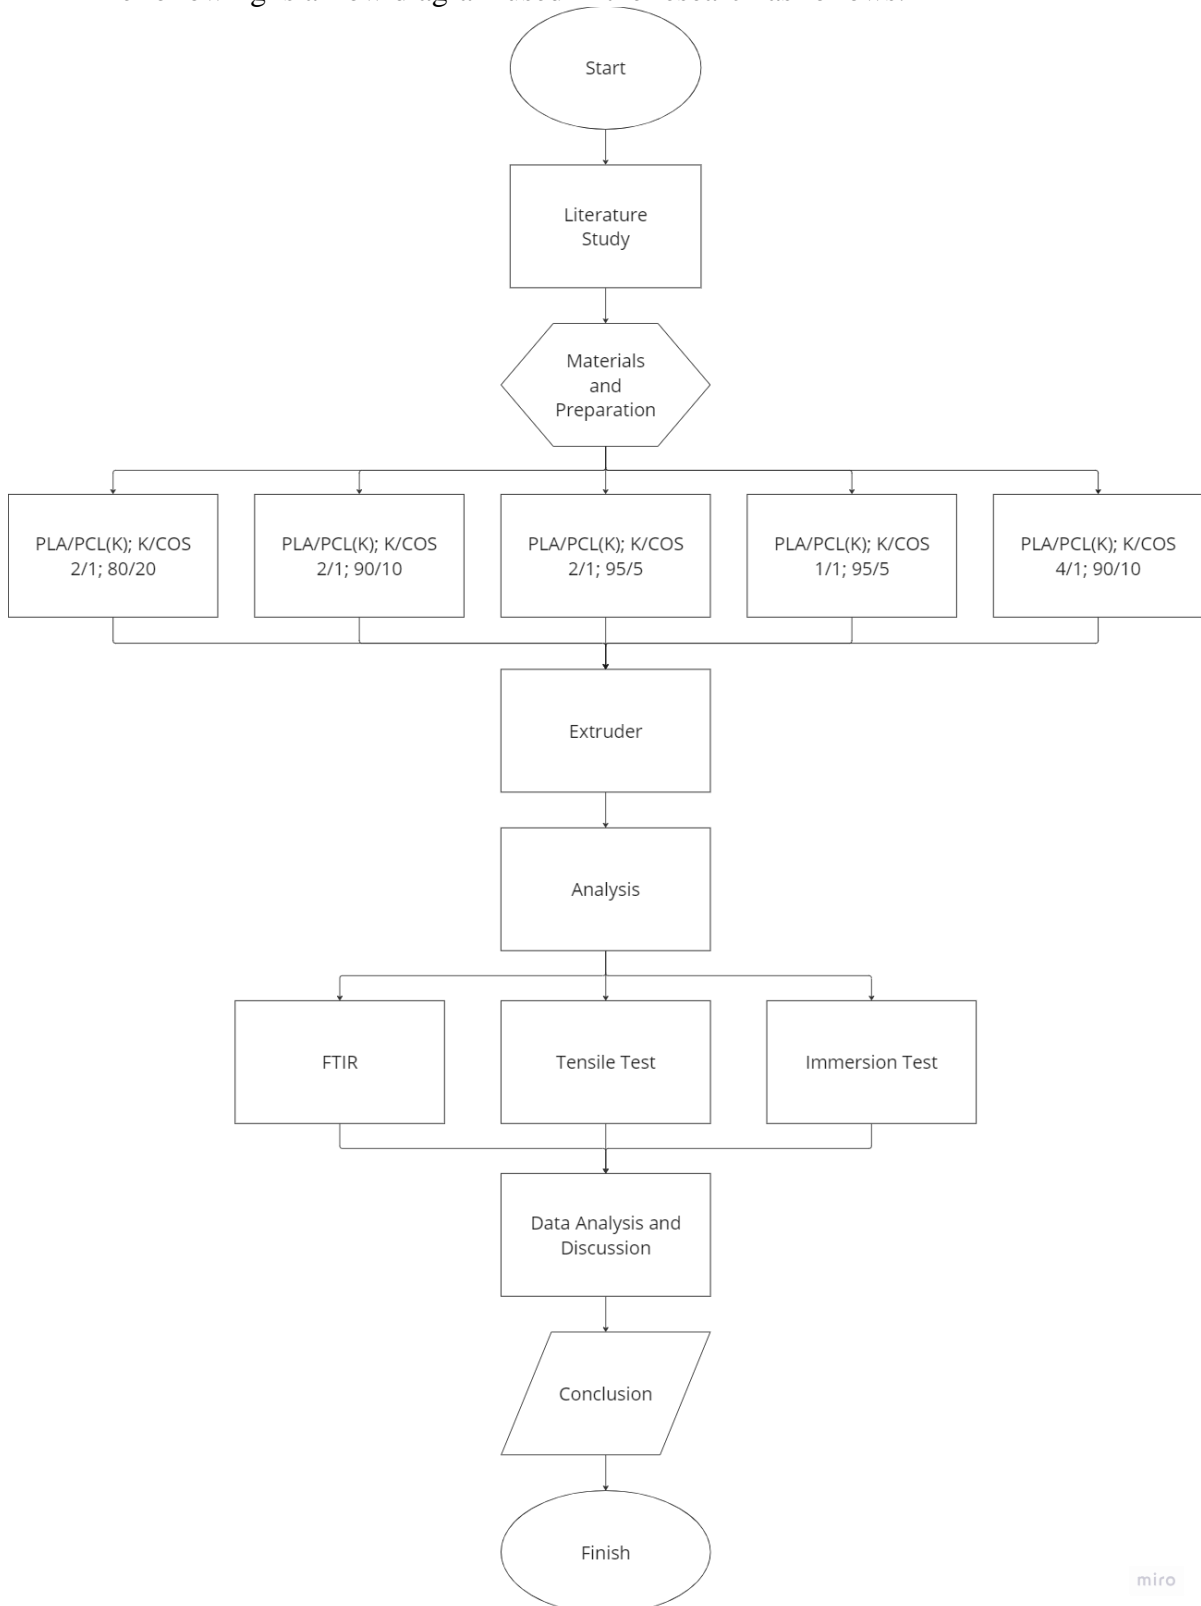 Start
Literature
Study
Materials
and
Preparation
PLA/PCL(K); K/COS
2/1; 80/20
PLA/PCL(K); K/COS
2/1; 90/10
PLA/PCL(K); K/COS
2/1; 95/5
PLA/PCL(K); K/COS
1/1; 95/5
PLA/PCL(K); K/COS
4/1; 90/10
Extruder
Analysis
FTIR
Tensile Test
Immersion Test
Data Analysis and
Discussion
Conclusion
Finish
miro